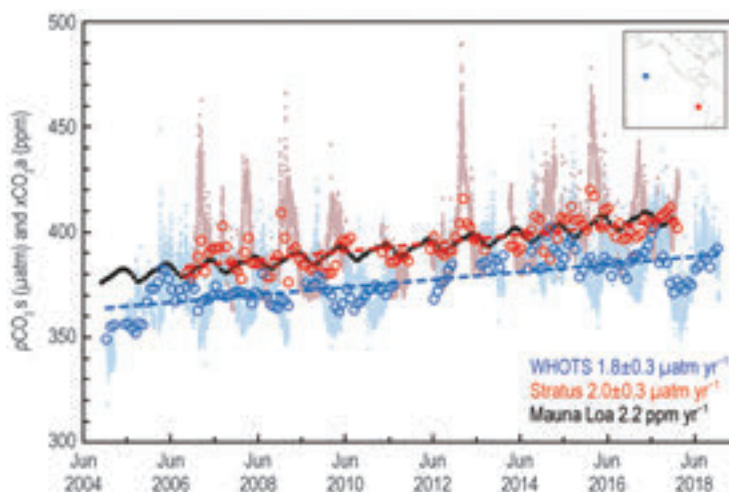 500
450
400
350
300
pCO₂s (µatm) and xCO₂a (ppm)
WHOTS 1.8±0.3 µatm yr⁻¹
Stratus 2.0±0.3 µatm yr⁻¹
Mauna Loa 2.2 ppm yr⁻¹
Jun Jun Jun Jun Jun Jun Jun Jun
2004 2006 2008 2010 2012 2014 2016 2018